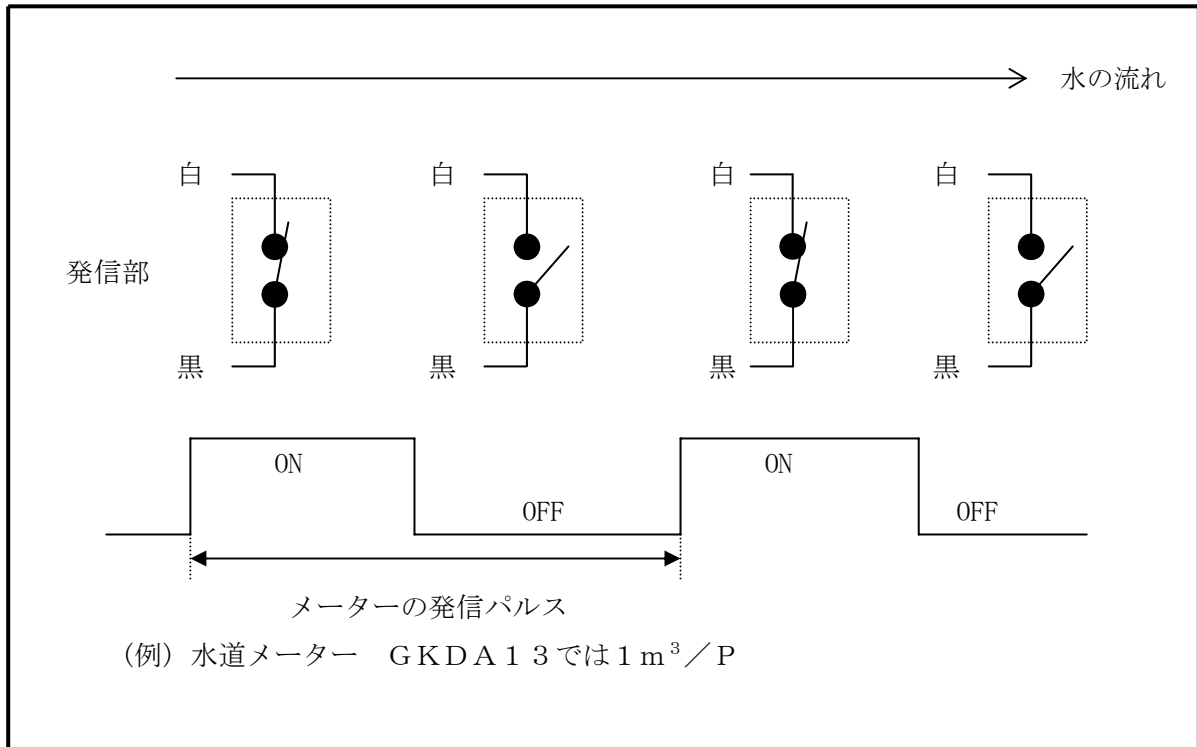 水の流れ
白 白 白 白
発信部
黒 黒 黒 黒
ON ON
OFF OFF
メーターの発信パルス
（例）水道メーター　ＧＫＤＡ１３では１ｍ³／Ｐ